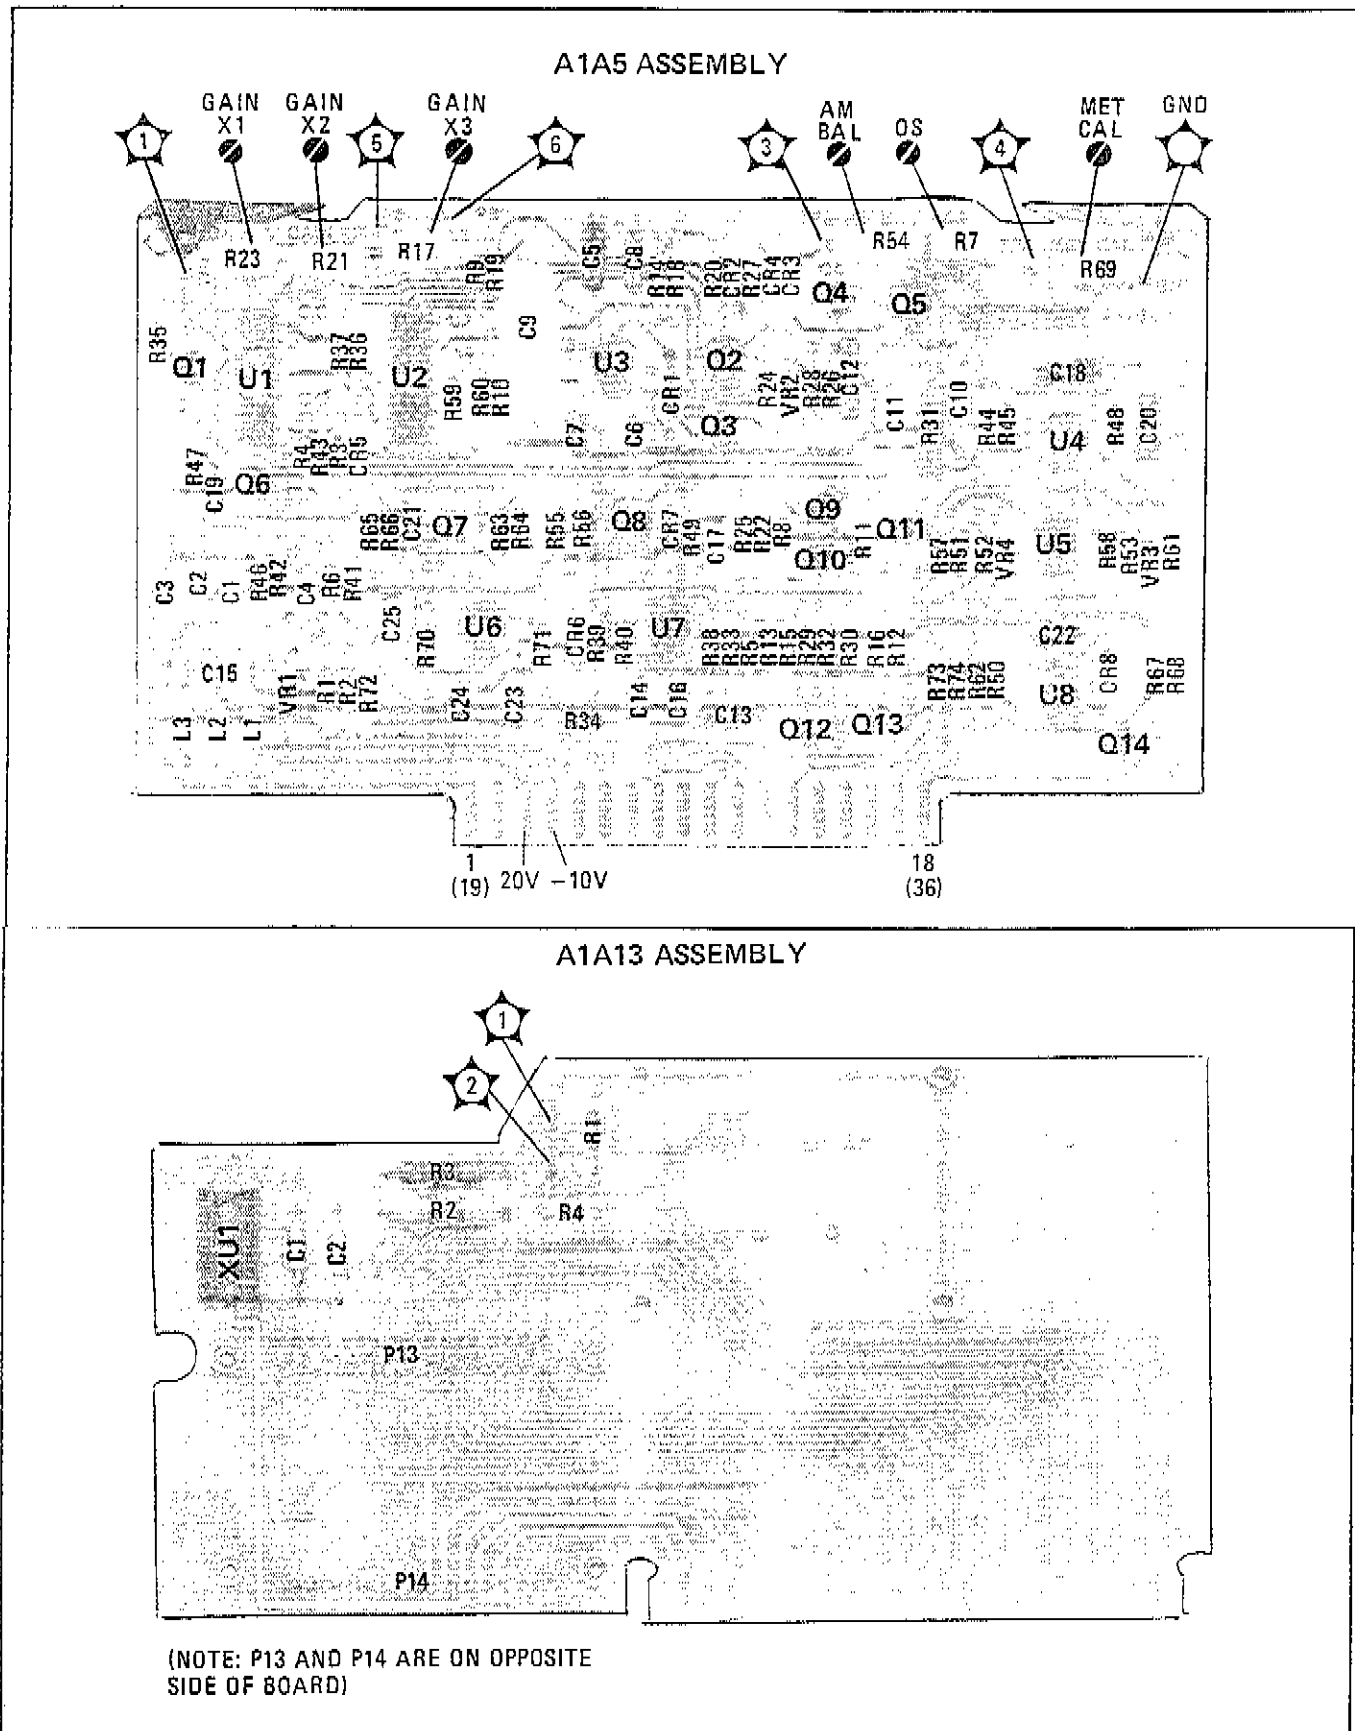 A1A5 ASSEMBLY
1
GAIN X1
GAIN X2
5
GAIN X3
6
3
AM BAL
OS
4
MET CAL
GND
R23
R21
R17
R9
R19
C5
C8
R14
R18
R20
CR2
R27
CR4
CR3
R54
R7
R69
Q4
Q5
R35
Q1
U1
R37
R36
U2
C9
U3
Q2
C18
R59
R60
R10
CR1
R24
VR2
R28
R26
C12
C11
R31
C10
R44
R45
U4
R48
C20
C7
C6
Q3
R47
C19
Q6
R4
R43
R3
CR5
R65
R66
C21
Q7
R63
R64
R55
R56
Q8
CR7
R49
C17
R25
R22
R8
Q9
Q10
R11
Q11
R57
R51
R52
VR4
U5
R58
R53
VR3
R61
C3
C2
C1
R46
R42
C4
R6
R41
C25
R70
U6
R71
CR6
R39
R40
U7
R38
R33
R5
R13
R15
R29
R32
R30
R16
R12
C22
C15
VR1
R1
R2
R72
C24
C23
R34
C14
C16
C13
Q12
Q13
R73
R74
R62
R50
U8
CR8
R67
R68
L3
L2
L1
Q14
1
(19)
20V
–10V
18
(36)
A1A13 ASSEMBLY
1
2
R1
R3
R2
R4
XU1
C1
C2
P13
P14
(NOTE: P13 AND P14 ARE ON OPPOSITE
SIDE OF BOARD)